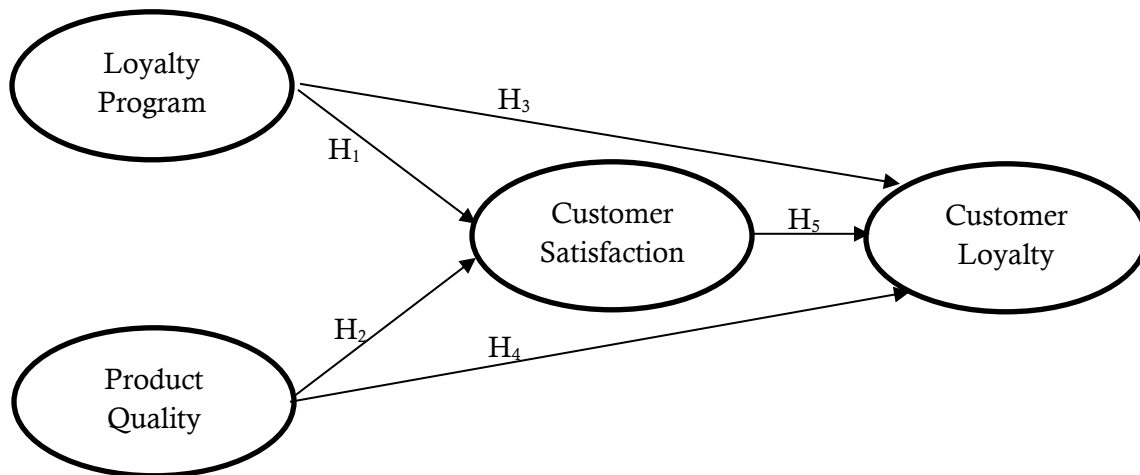 Loyalty
Program
H₃
H₁
Customer
Satisfaction
H₅
Customer
Loyalty
H₂
H₄
Product
Quality